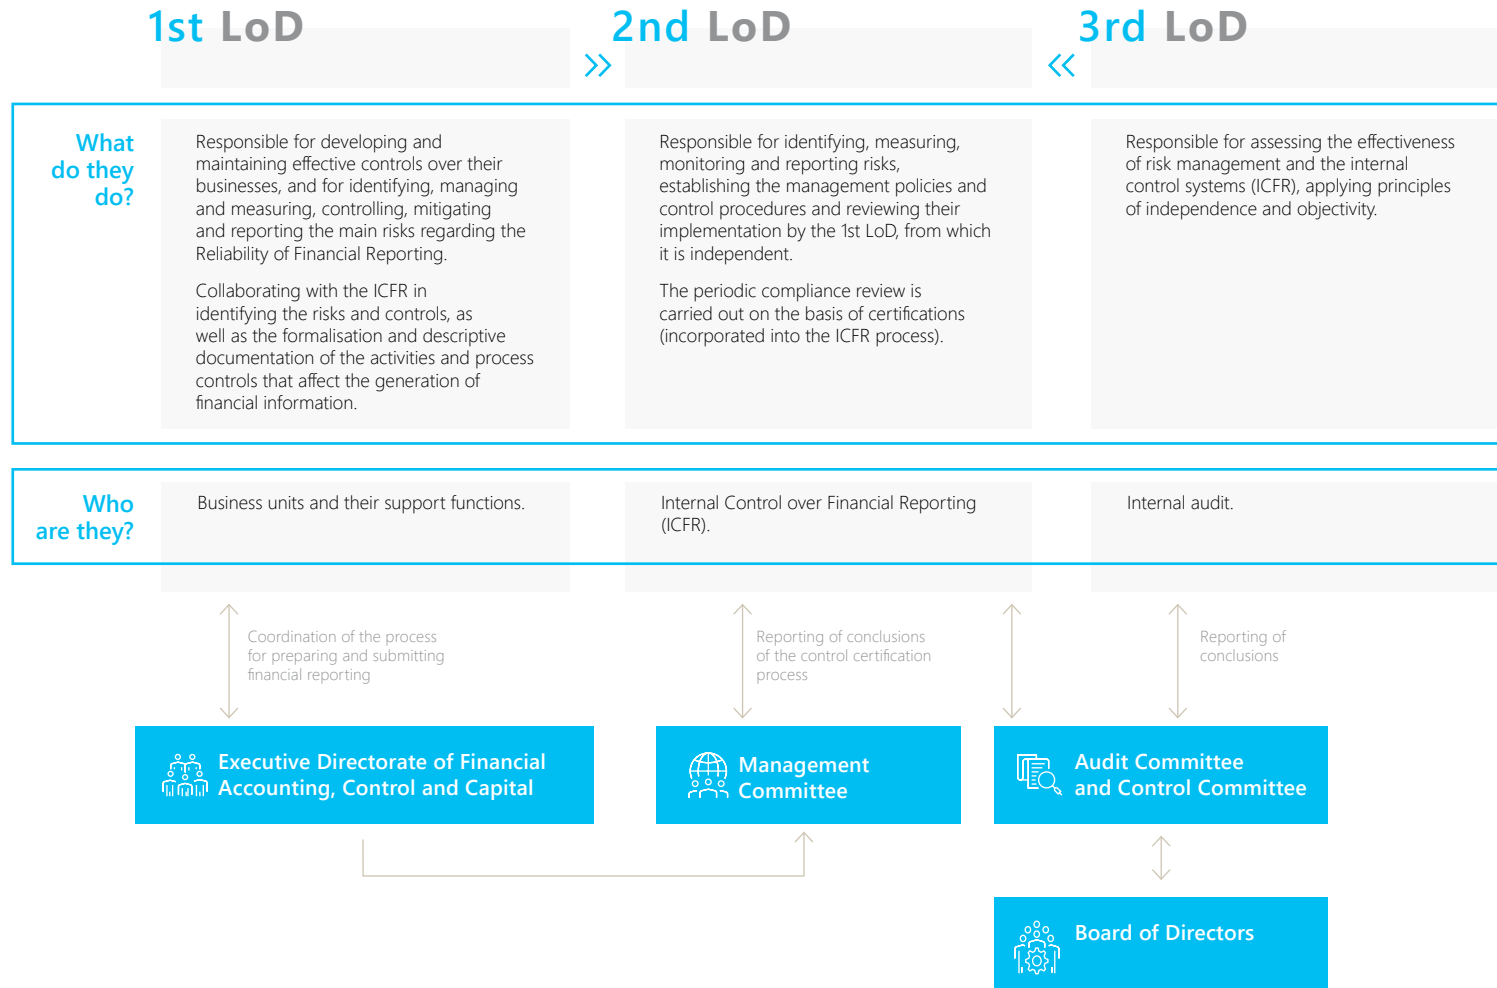 1st LoD
2nd LoD
3rd LoD
What
do they
do?
Responsible for developing and
maintaining effective controls over their
businesses, and for identifying, managing
and measuring, controlling, mitigating
and reporting the main risks regarding the
Reliability of Financial Reporting.
Collaborating with the ICFR in
identifying the risks and controls, as
well as the formalisation and descriptive
documentation of the activities and process
controls that affect the generation of
financial information.
Responsible for identifying, measuring,
monitoring and reporting risks,
establishing the management policies and
control procedures and reviewing their
implementation by the 1st LoD, from which
it is independent.
The periodic compliance review is
carried out on the basis of certifications
(incorporated into the ICFR process).
Responsible for assessing the effectiveness
of risk management and the internal
control systems (ICFR), applying principles
of independence and objectivity.
Who
are they?
Business units and their support functions.
Internal Control over Financial Reporting
(ICFR).
Internal audit.
Coordination of the process
for preparing and submitting
financial reporting
Reporting of conclusions
of the control certification
process
Reporting of
conclusions
Executive Directorate of Financial
Accounting, Control and Capital
Management
Committee
Audit Committee
and Control Committee
Board of Directors